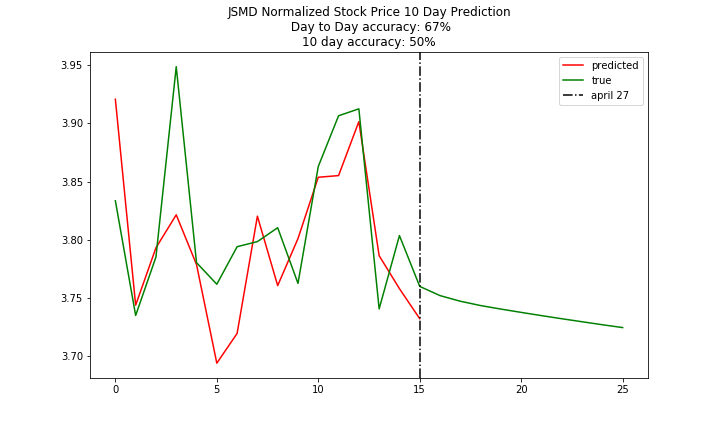 JSMD Normalized Stock Price 10 Day Prediction
Day to Day accuracy: 67%
10 day accuracy: 50%
predicted
true
april 27
3.95
3.90
3.85
3.80
3.75
3.70
0
5
10
15
20
25